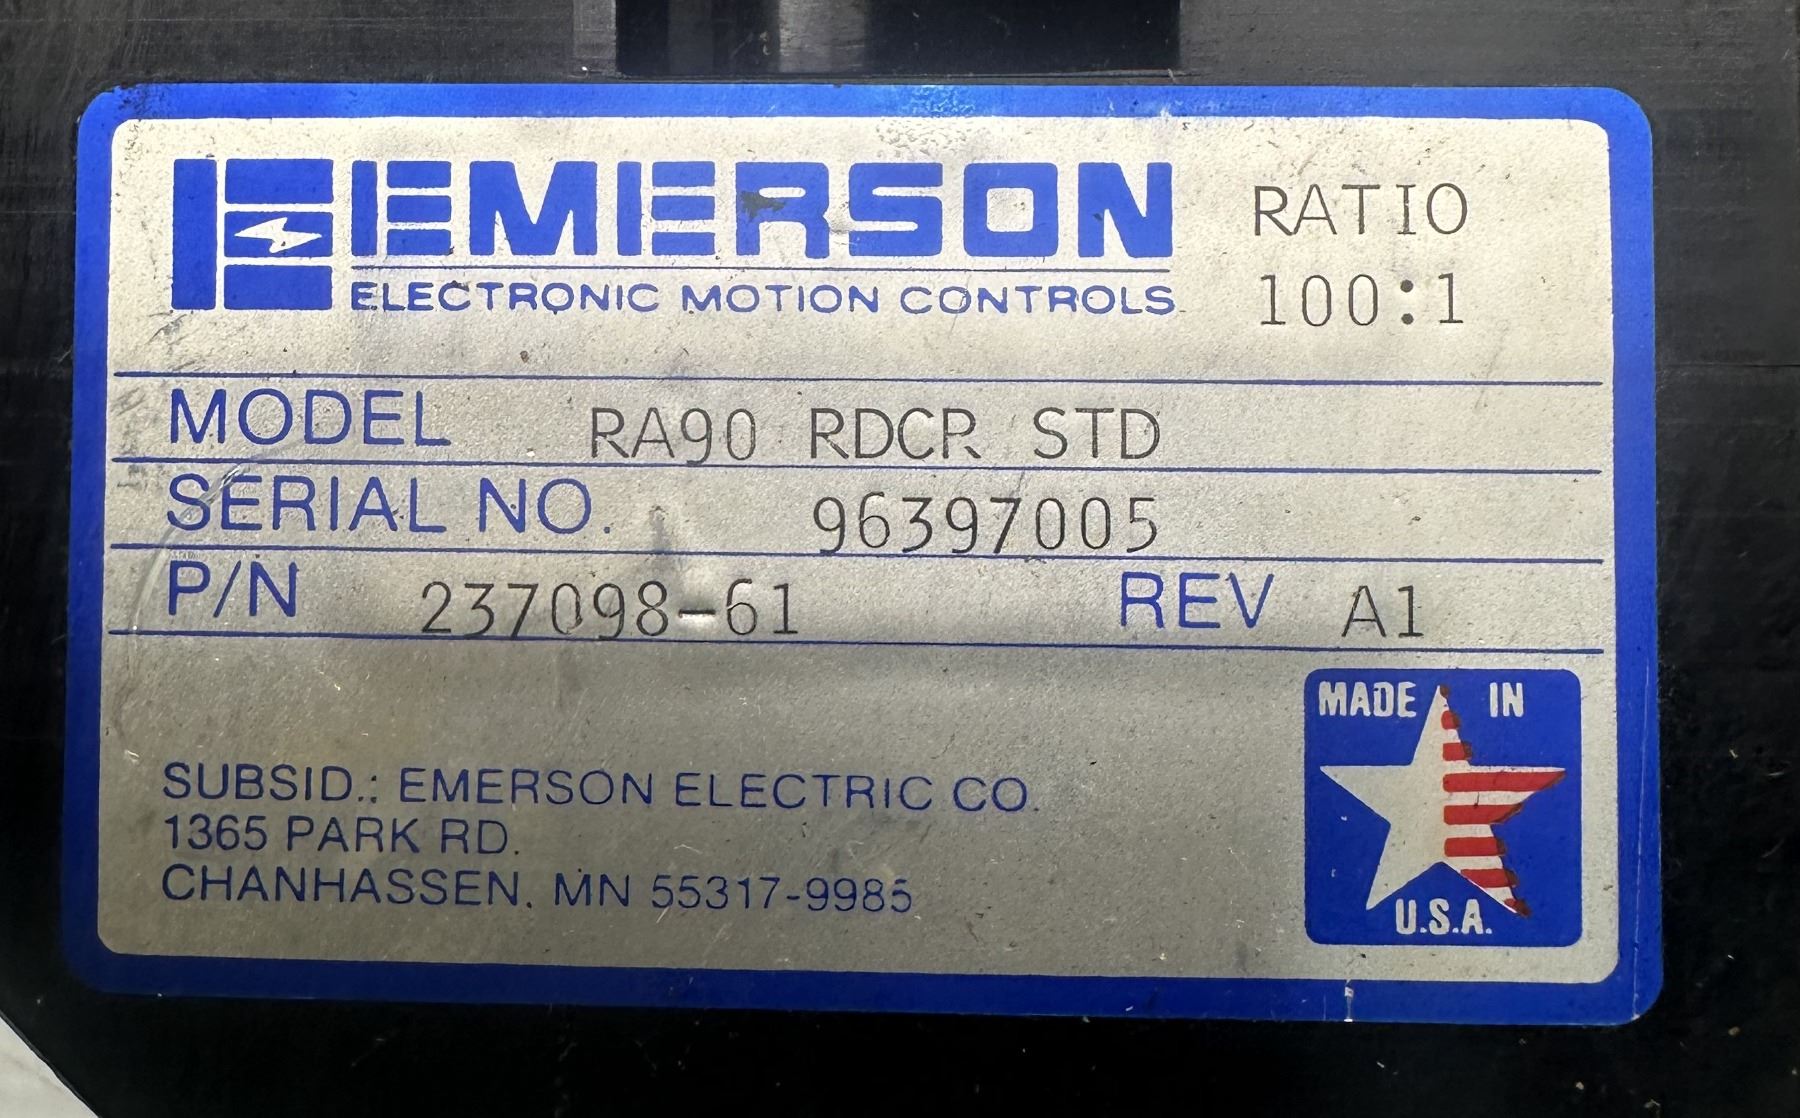 EMERSON
ELECTRONIC MOTION CONTROLS
RATIO
100:1
MODEL RA90 RDCR STD
SERIAL NO. 96397005
P/N 237098-61 REV A1
SUBSID.: EMERSON ELECTRIC CO.
1365 PARK RD.
CHANHASSEN, MN 55317-9985
MADE IN
U.S.A.